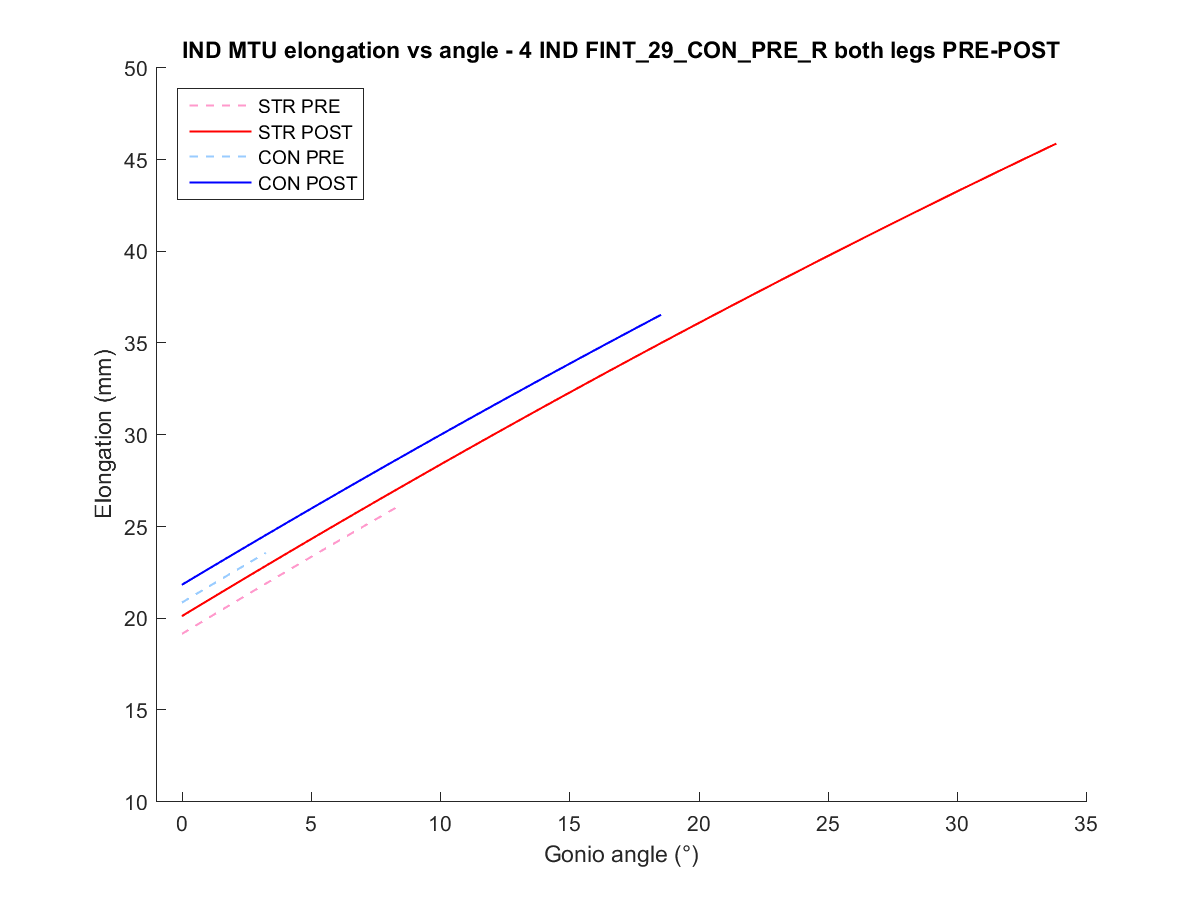 IND MTU elongation vs angle - 4 IND FINT_29_CON_PRE_R both legs PRE-POST
STR PRE
STR POST
CON PRE
CON POST
50
45
40
35
30
25
20
15
10
Elongation (mm)
0 5 10 15 20 25 30 35
Gonio angle (°)